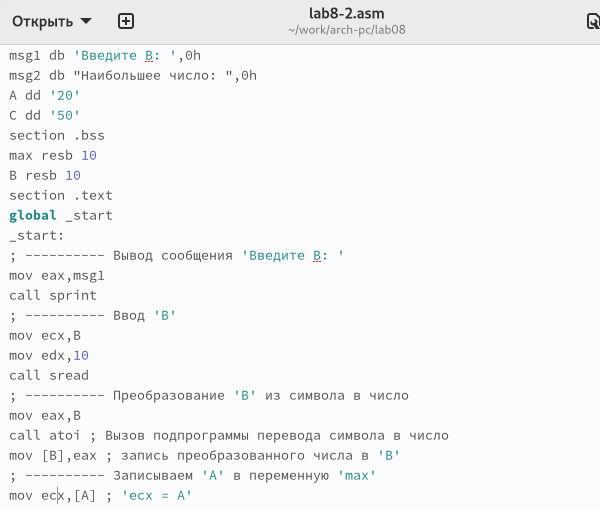 Открыть
lab8-2.asm
~/work/arch-pc/lab08
msg1 db 'Введите B: ',0h
msg2 db "Наибольшее число: ",0h
A dd '20'
C dd '50'
section .bss
max resb 10
B resb 10
section .text
global _start
_start:
; ---------- Вывод сообщения 'Введите B: '
mov eax,msg1
call sprint
; ---------- Ввод 'B'
mov ecx,B
mov edx,10
call sread
; ---------- Преобразование 'B' из символа в число
mov eax,B
call atoi ; Вызов подпрограммы перевода символа в число
mov [B],eax ; запись преобразованного числа в 'B'
; ---------- Записываем 'A' в переменную 'max'
mov ecx,[A] ; 'ecx = A'